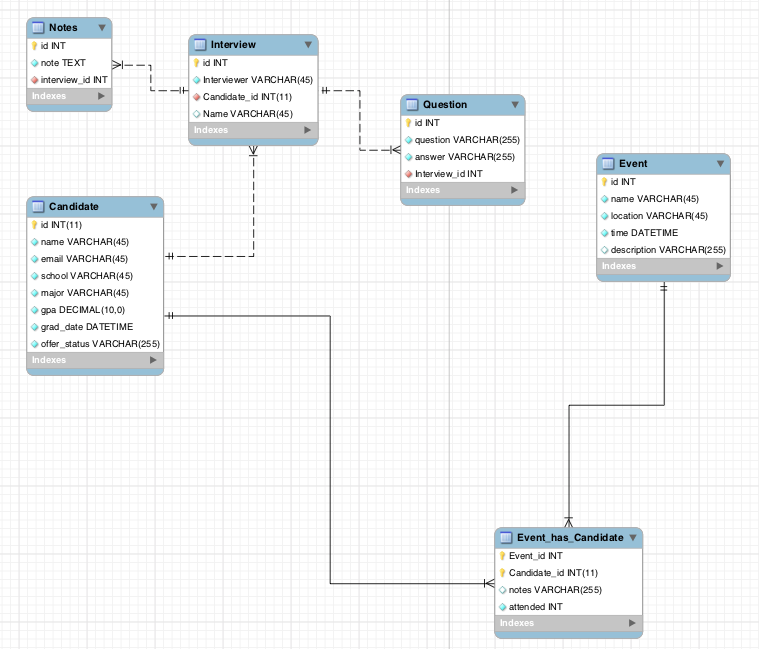 Notes
id INT
note TEXT
interview_id INT
Indexes
Interview
id INT
Interviewer VARCHAR(45)
Candidate_id INT(11)
Name VARCHAR(45)
Indexes
Question
id INT
question VARCHAR(255)
answer VARCHAR(255)
Interview_id INT
Indexes
Event
id INT
name VARCHAR(45)
location VARCHAR(45)
time DATETIME
description VARCHAR(255)
Indexes
Candidate
id INT(11)
name VARCHAR(45)
email VARCHAR(45)
school VARCHAR(45)
major VARCHAR(45)
gpa DECIMAL(10,0)
grad_date DATETIME
offer_status VARCHAR(255)
Indexes
Event_has_Candidate
Event_id INT
Candidate_id INT(11)
notes VARCHAR(255)
attended INT
Indexes